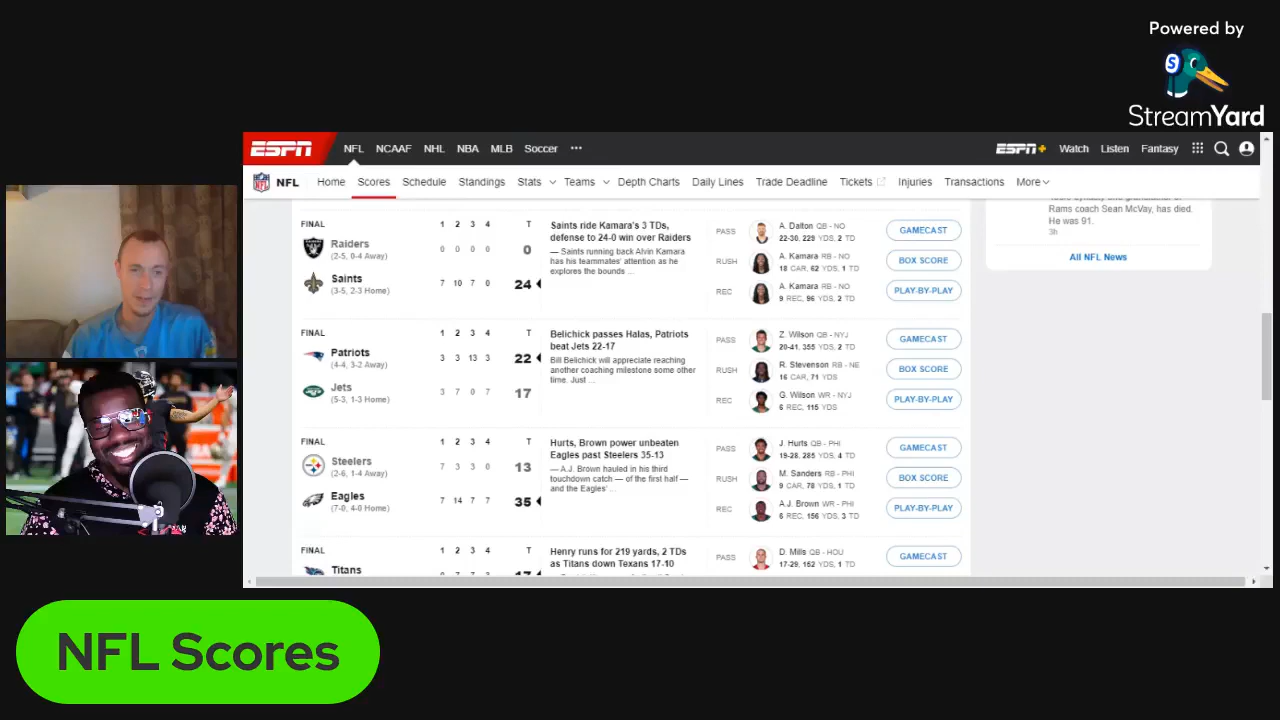 Powered by
StreamYard
ESPN NFL NCAAF NHL NBA MLB Soccer ••• ESPN+ Watch Listen Fantasy
NFL Home Scores Schedule Standings Stats Teams Depth Charts Daily Lines Trade Deadline Tickets Injuries Transactions More
Rams coach Sean McVay, has died.
He was 91.
3h
All NFL News
FINAL 1 2 3 4 T
Raiders 0 0 0 0 0
(2-5, 0-4 Away)
Saints 7 10 7 0 24
(3-5, 2-3 Home)
Saints ride Kamara's 3 TDs,
defense to 24-0 win over Raiders
— Saints running back Alvin Kamara
has his teammates' attention as he
explores the bounds ...
PASS A. Dalton QB - NO
22-30, 229 YDS, 2 TD
RUSH A. Kamara RB - NO
18 CAR, 62 YDS, 1 TD
REC A. Kamara RB - NO
9 REC, 96 YDS, 2 TD
GAMECAST
BOX SCORE
PLAY-BY-PLAY
FINAL 1 2 3 4 T
Patriots 3 3 13 3 22
(4-4, 3-2 Away)
Jets 3 7 0 7 17
(5-3, 1-3 Home)
Belichick passes Halas, Patriots
beat Jets 22-17
Bill Belichick will appreciate reaching
another coaching milestone some other
time. Just ...
PASS Z. Wilson QB - NYJ
20-41, 355 YDS, 2 TD
RUSH R. Stevenson RB - NE
16 CAR, 71 YDS
REC G. Wilson WR - NYJ
6 REC, 115 YDS
GAMECAST
BOX SCORE
PLAY-BY-PLAY
FINAL 1 2 3 4 T
Steelers 7 3 3 0 13
(2-6, 1-4 Away)
Eagles 7 14 7 7 35
(7-0, 4-0 Home)
Hurts, Brown power unbeaten
Eagles past Steelers 35-13
— A.J. Brown hauled in his third
touchdown catch — of the first half —
and the Eagles' ...
PASS J. Hurts QB - PHI
19-28, 285 YDS, 4 TD
RUSH M. Sanders RB - PHI
9 CAR, 78 YDS, 1 TD
REC A.J. Brown WR - PHI
6 REC, 156 YDS, 3 TD
GAMECAST
BOX SCORE
PLAY-BY-PLAY
FINAL 1 2 3 4 T
Titans
Henry runs for 219 yards, 2 TDs
as Titans down Texans 17-10
PASS D. Mills QB - HOU
17-29, 152 YDS, 1 TD
GAMECAST
NFL Scores